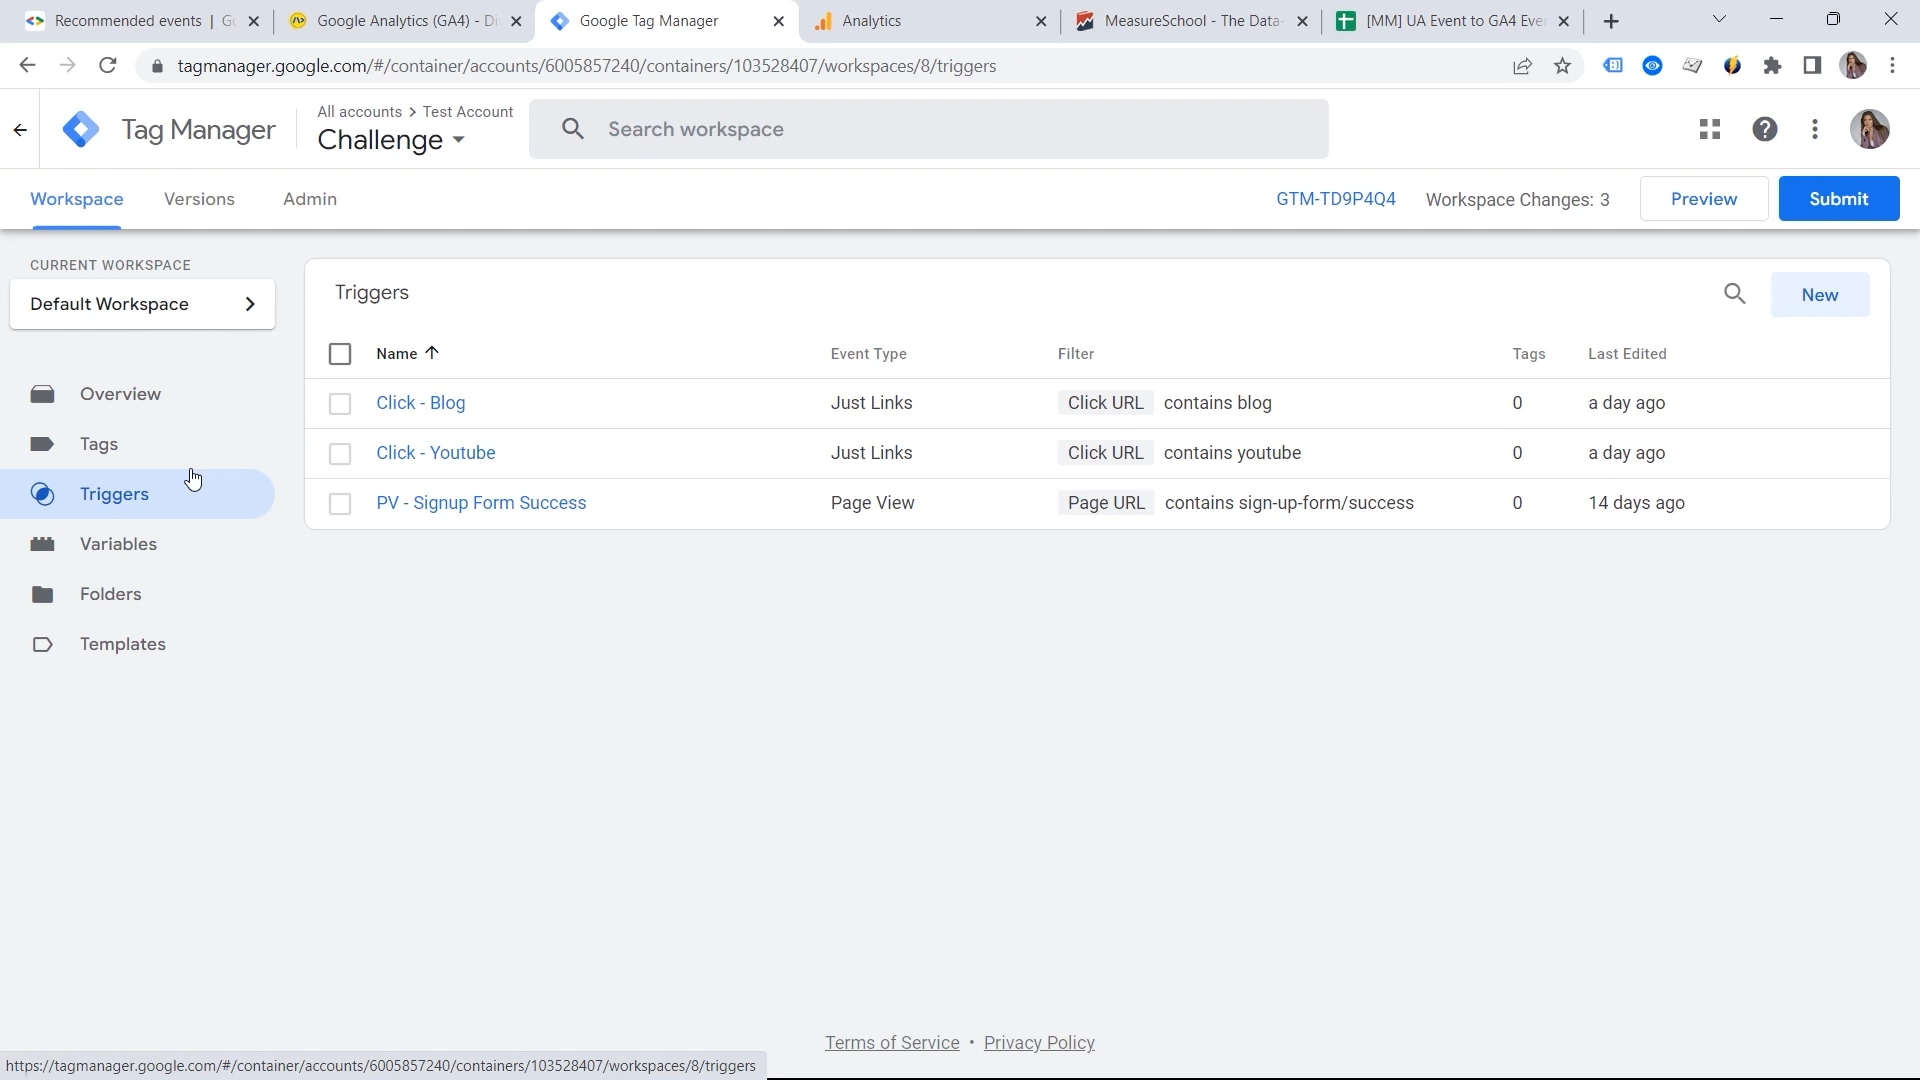 Recommended events | Go
Google Analytics (GA4) - Di
Google Tag Manager
Analytics
MeasureSchool - The Data-
[MM] UA Event to GA4 Eve
tagmanager.google.com/#/container/accounts/6005857240/containers/103528407/workspaces/8/triggers
Tag Manager
All accounts > Test Account
Challenge
Search workspace
Workspace
Versions
Admin
GTM-TD9P4Q4
Workspace Changes: 3
Preview
Submit
CURRENT WORKSPACE
Default Workspace
Overview
Tags
Triggers
Variables
Folders
Templates
Triggers
New
Name Event Type Filter Tags Last Edited
Click - Blog Just Links Click URL contains blog 0 a day ago
Click - Youtube Just Links Click URL contains youtube 0 a day ago
PV - Signup Form Success Page View Page URL contains sign-up-form/success 0 14 days ago
Terms of Service • Privacy Policy
https://tagmanager.google.com/#/container/accounts/6005857240/containers/103528407/workspaces/8/triggers